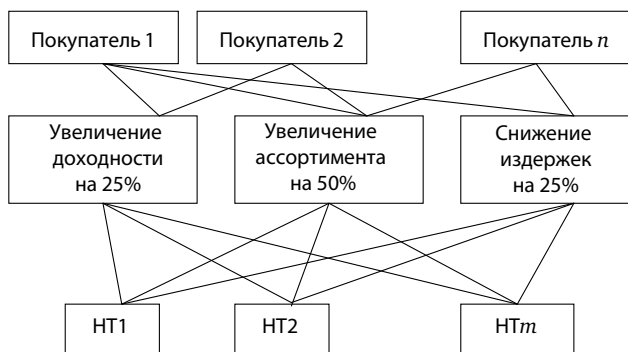 Покупатель 1
Покупатель 2
Покупатель n
Увеличение
доходности
на 25%
Увеличение
ассортимента
на 50%
Снижение
издержек
на 25%
НТ1
НТ2
НТm